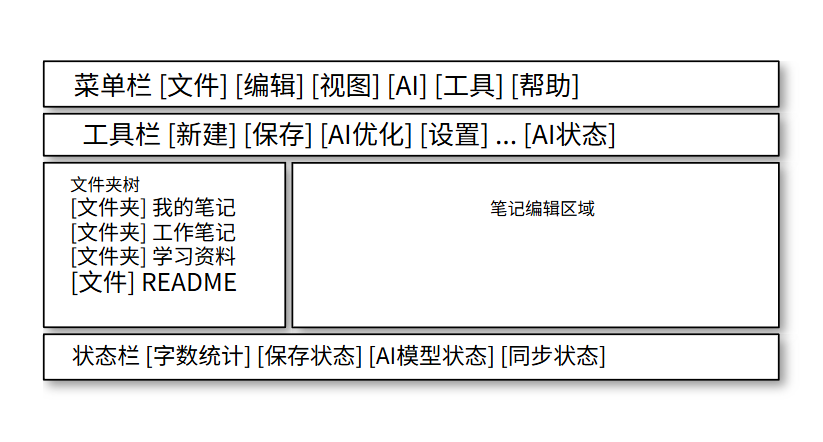 菜单栏 [文件] [编辑] [视图] [AI] [工具] [帮助]
工具栏 [新建] [保存] [AI优化] [设置] ... [AI状态]
文件夹树
[文件夹] 我的笔记
[文件夹] 工作笔记
[文件夹] 学习资料
[文件] README
笔记编辑区域
状态栏 [字数统计] [保存状态] [AI模型状态] [同步状态]